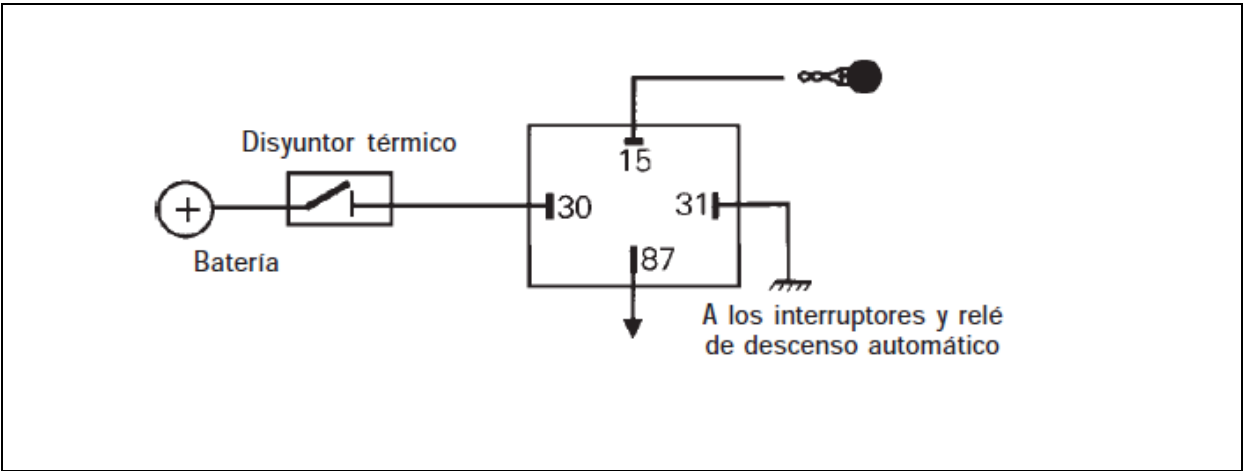 Disyuntor térmico
15
30
31
Batería
87
A los interruptores y relé
de descenso automático